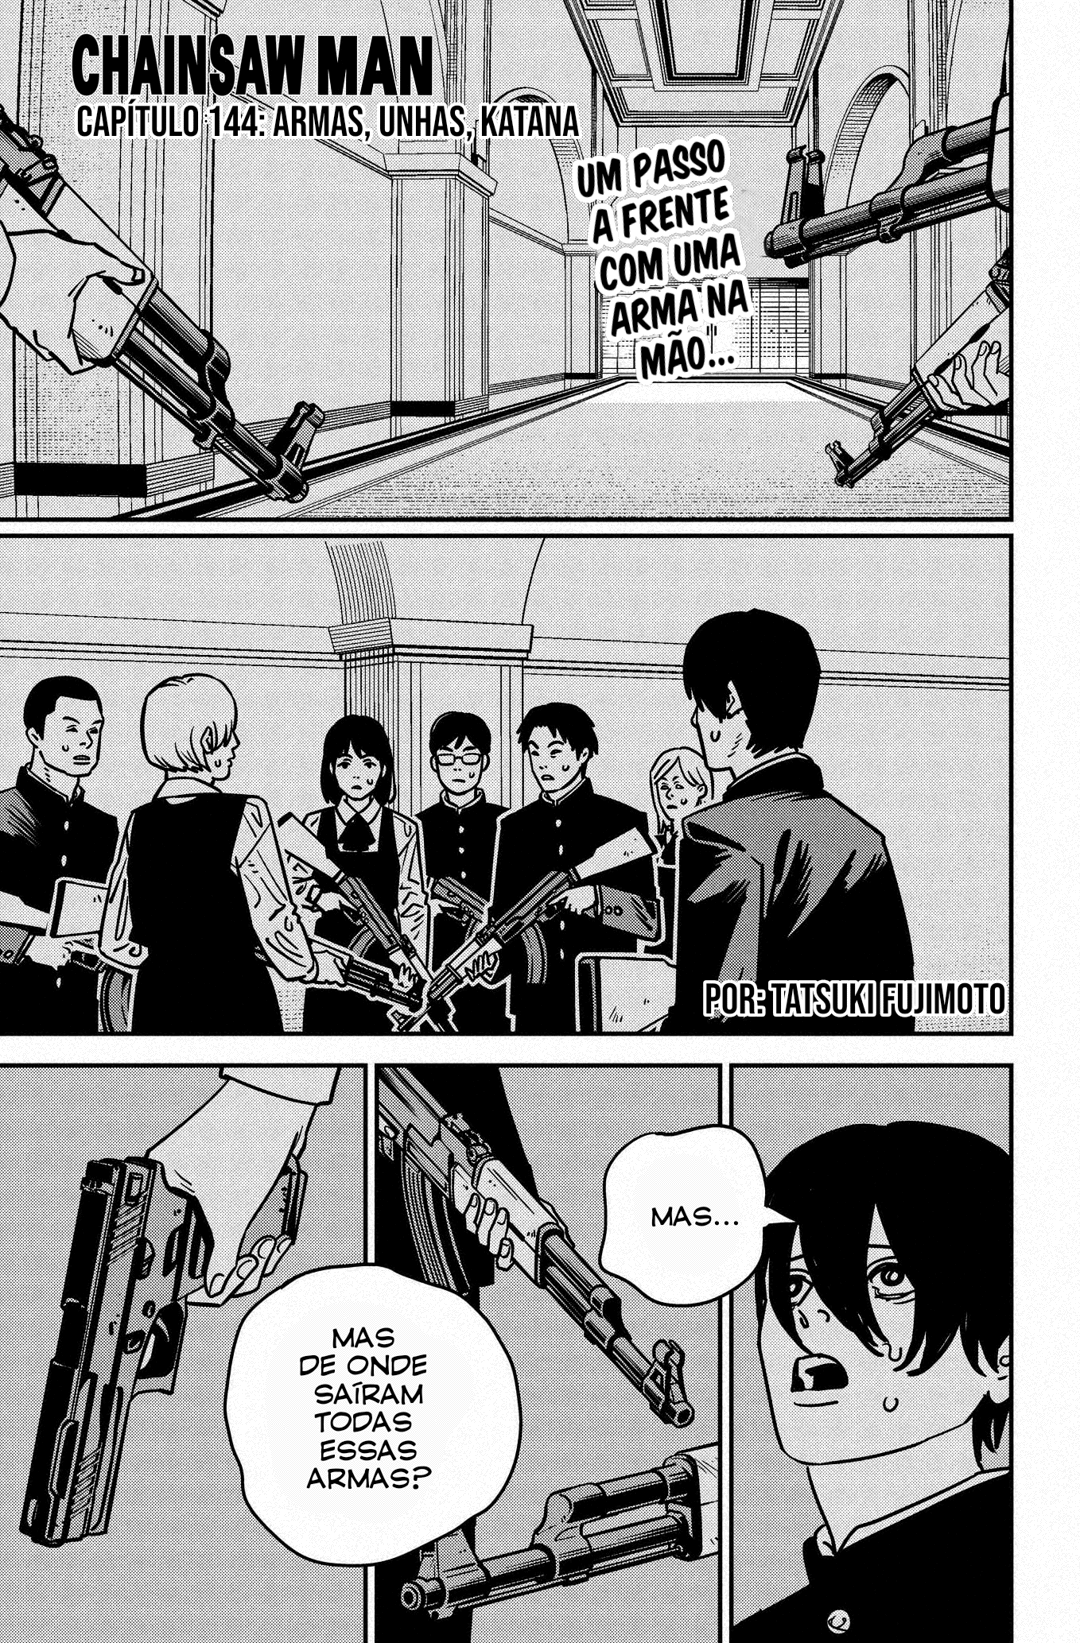 CHAINSAW MAN
CAPÍTULO 144: ARMAS, UNHAS, KATANA
UM PASSO
A FRENTE
COM UMA
ARMA NA
MÃO...
POR: TATSUKI FUJIMOTO
MAS...
MAS
DE ONDE
SAÍRAM
TODAS
ESSAS
ARMAS?